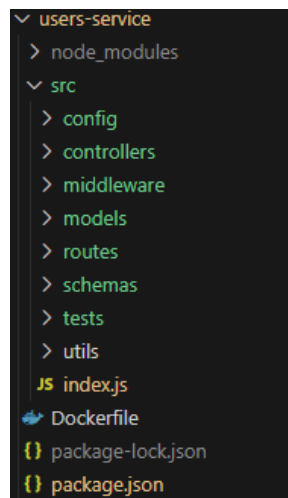 users-service
node_modules
src
config
controllers
middleware
models
routes
schemas
tests
utils
JS index.js
Dockerfile
{} package-lock.json
{} package.json